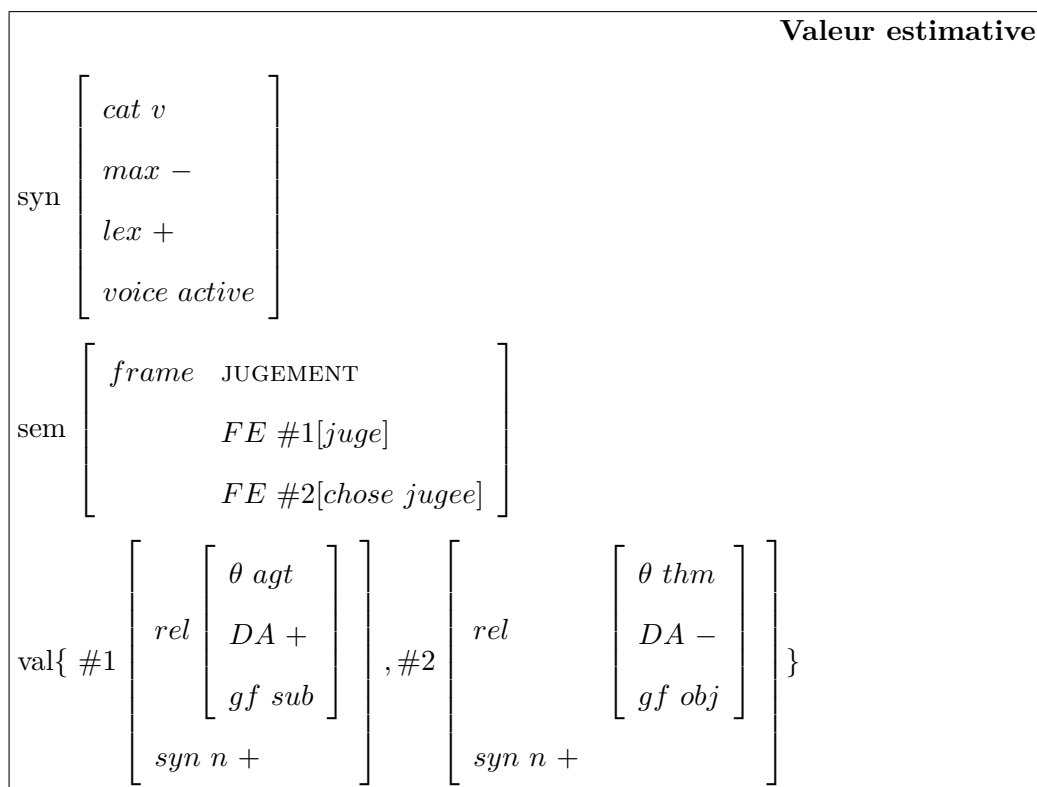 Valeur estimative
cat v
max −
syn
lex +
voice active
frame JUGEMENT
sem
FE #1[juge]
FE #2[chose jugee]
θ agt
θ thm
rel
DA +
rel
DA −
val{ #1
, #2
}
gf sub
gf obj
syn n +
syn n +